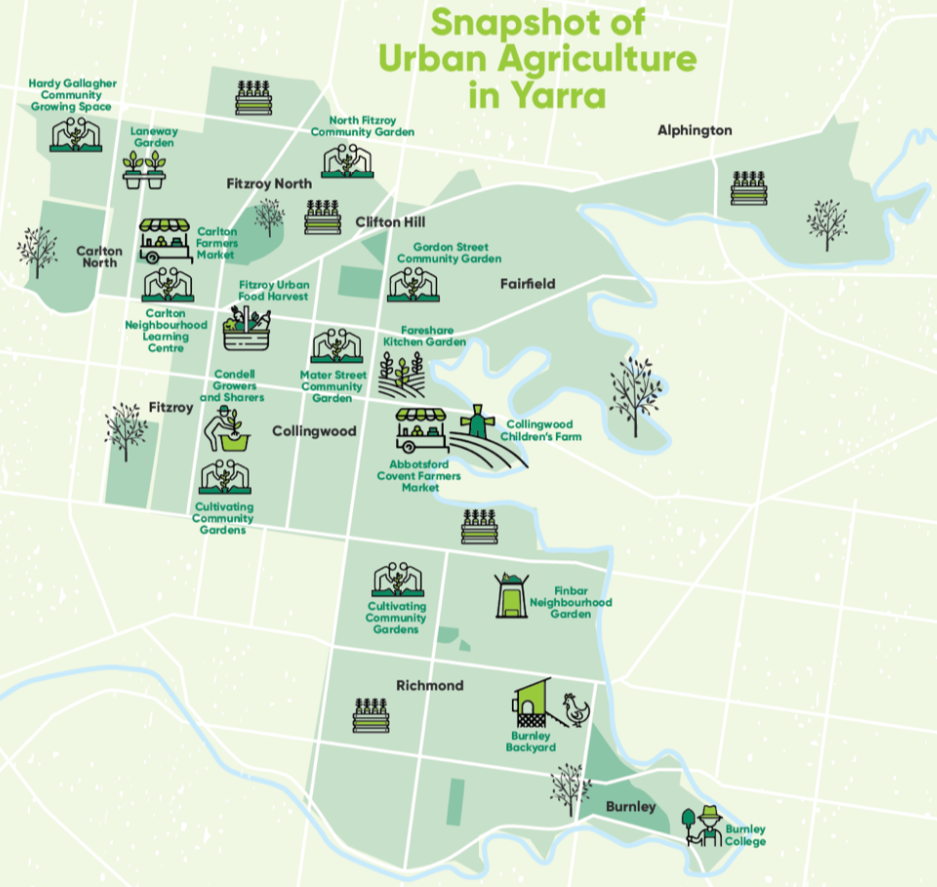 Snapshot of
Urban Agriculture
in Yarra
Hardy Gallagher
Community
Growing Space
Laneway
Garden
North Fitzroy
Community Garden
Alphington
Fitzroy North
Clifton Hill
Carlton
North
Carlton
Farmers
Market
Gordon Street
Community Garden
Fairfield
Fitzroy Urban
Food Harvest
Carlton
Neighbourhood
Learning
Centre
Fareshare
Kitchen Garden
Condell
Growers
and Sharers
Mater Street
Community
Garden
Fitzroy
Collingwood
Collingwood
Children's Farm
Abbotsford
Covent Farmers
Market
Cultivating
Community
Gardens
Cultivating
Community
Gardens
Finbar
Neighbourhood
Garden
Richmond
Burnley
Backyard
Burnley
Burnley
College